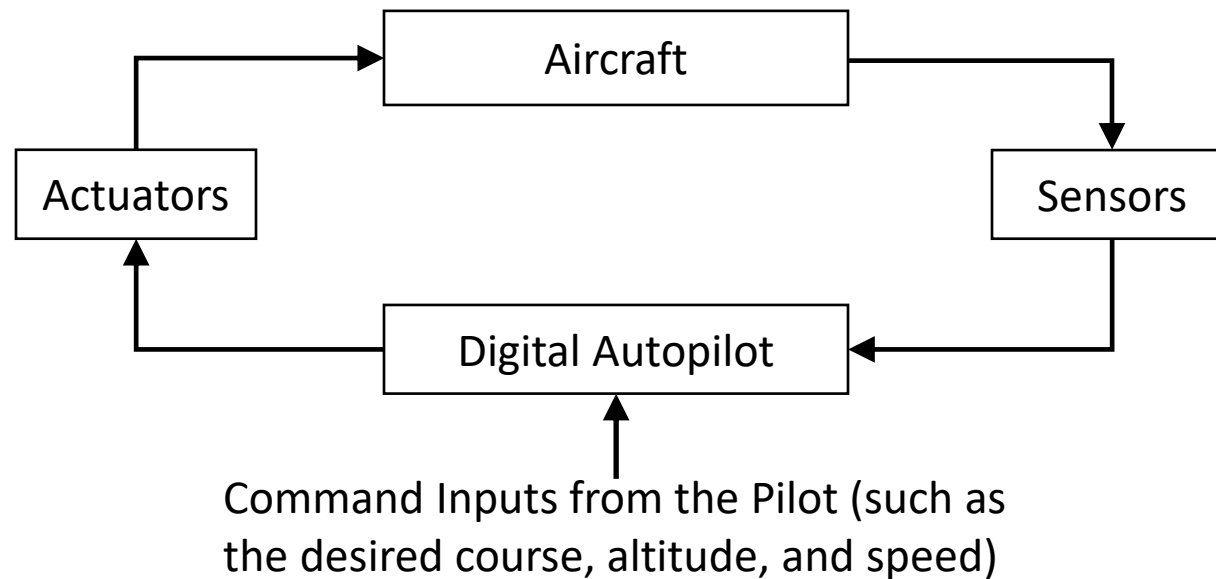 Aircraft
Actuators
Sensors
Digital Autopilot
Command Inputs from the Pilot (such as
the desired course, altitude, and speed)